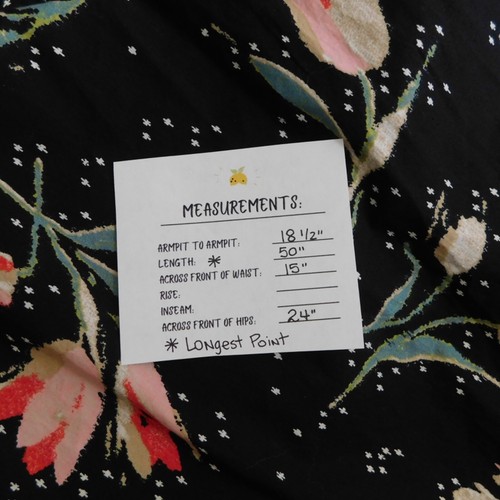 MEASUREMENTS:
ARMPIT TO ARMPIT: 18 1/2"
LENGTH: * 50"
ACROSS FRONT OF WAIST: 15"
RISE:
INSEAM:
ACROSS FRONT OF HIPS: 24"
* LONGEST POINT